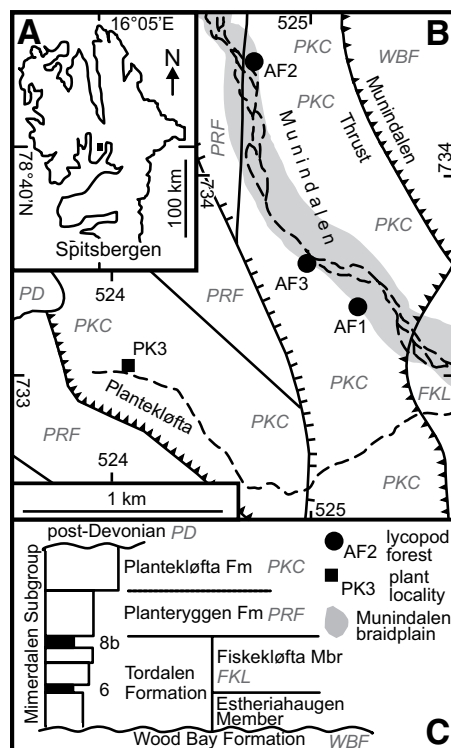 A
16°05'E
N
78°40'N
100 km
Spitsbergen
B
525
PKC
WBF
AF2
PKC
PRF
Munindalen
Thrust
Munindalen
734
734
PKC
524
PRF
AF3
AF1
PD
PKC
PK3
733
Plantekløfta
PKC
FKL
PRF
PKC
PKC
524
525
1 km
post-Devonian PD
Mimmerdalen Subgroup
Plantekløfta Fm PKC
Planteryggen Fm PRF
8b
6
Tordalen
Formation
Fiskekløfta Mbr
FKL
Estheriahaugen
Member
Wood Bay Formation WBF
AF2 lycopod
forest
PK3 plant
locality
Munindalen
braidplain
C